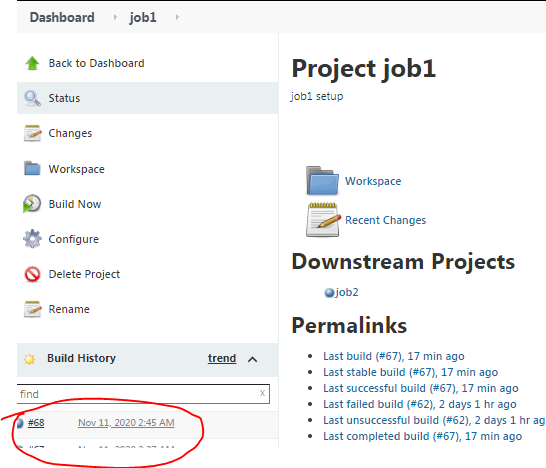 Dashboard
job1
Back to Dashboard
Status
Changes
Workspace
Build Now
Configure
Delete Project
Rename
Build History trend
find x
#68 Nov 11, 2020 2:45 AM
Project job1
job1 setup
Workspace
Recent Changes
Downstream Projects
job2
Permalinks
Last build (#67), 17 min ago
Last stable build (#67), 17 min ago
Last successful build (#67), 17 min ago
Last failed build (#62), 2 days 1 hr ago
Last unsuccessful build (#62), 2 days 1 hr ag
Last completed build (#67), 17 min ago